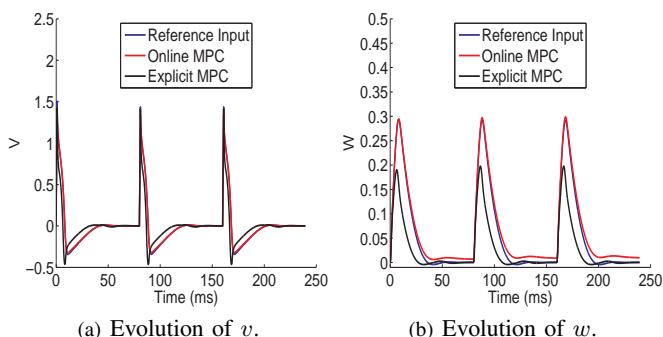 Reference Input
Online MPC
Explicit MPC
2.5
2
1.5
1
0.5
0
−0.5
V
0 50 100 150 200 250
Time (ms)
(a) Evolution of v.
Reference Input
Online MPC
Explicit MPC
0.5
0.45
0.4
0.35
0.3
0.25
0.2
0.15
0.1
0.05
0
W
0 50 100 150 200 250
Time (ms)
(b) Evolution of w.